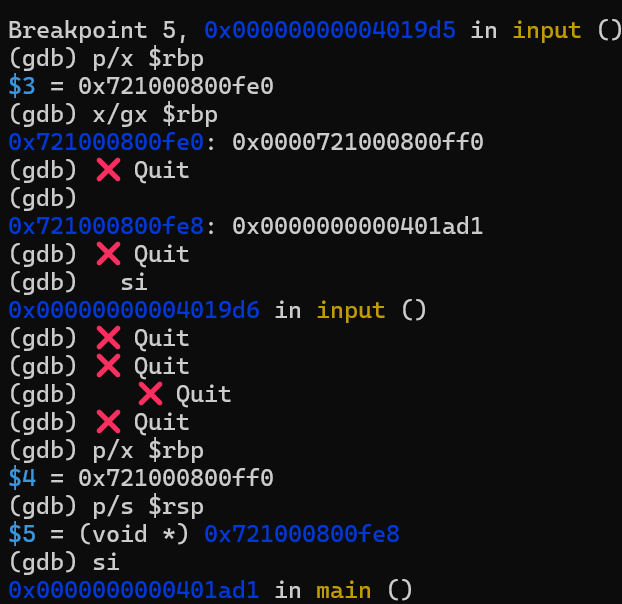 Breakpoint 5, 0x00000000004019d5 in input ()
(gdb) p/x $rbp
$3 = 0x721000800fe0
(gdb) x/gx $rbp
0x721000800fe0: 0x0000721000800ff0
(gdb) ❌ Quit
(gdb)
0x721000800fe8: 0x0000000000401ad1
(gdb) ❌ Quit
(gdb)   si
0x00000000004019d6 in input ()
(gdb) ❌ Quit
(gdb) ❌ Quit
(gdb)    ❌ Quit
(gdb) ❌ Quit
(gdb) p/x $rbp
$4 = 0x721000800ff0
(gdb) p/s $rsp
$5 = (void *) 0x721000800fe8
(gdb) si
0x0000000000401ad1 in main ()